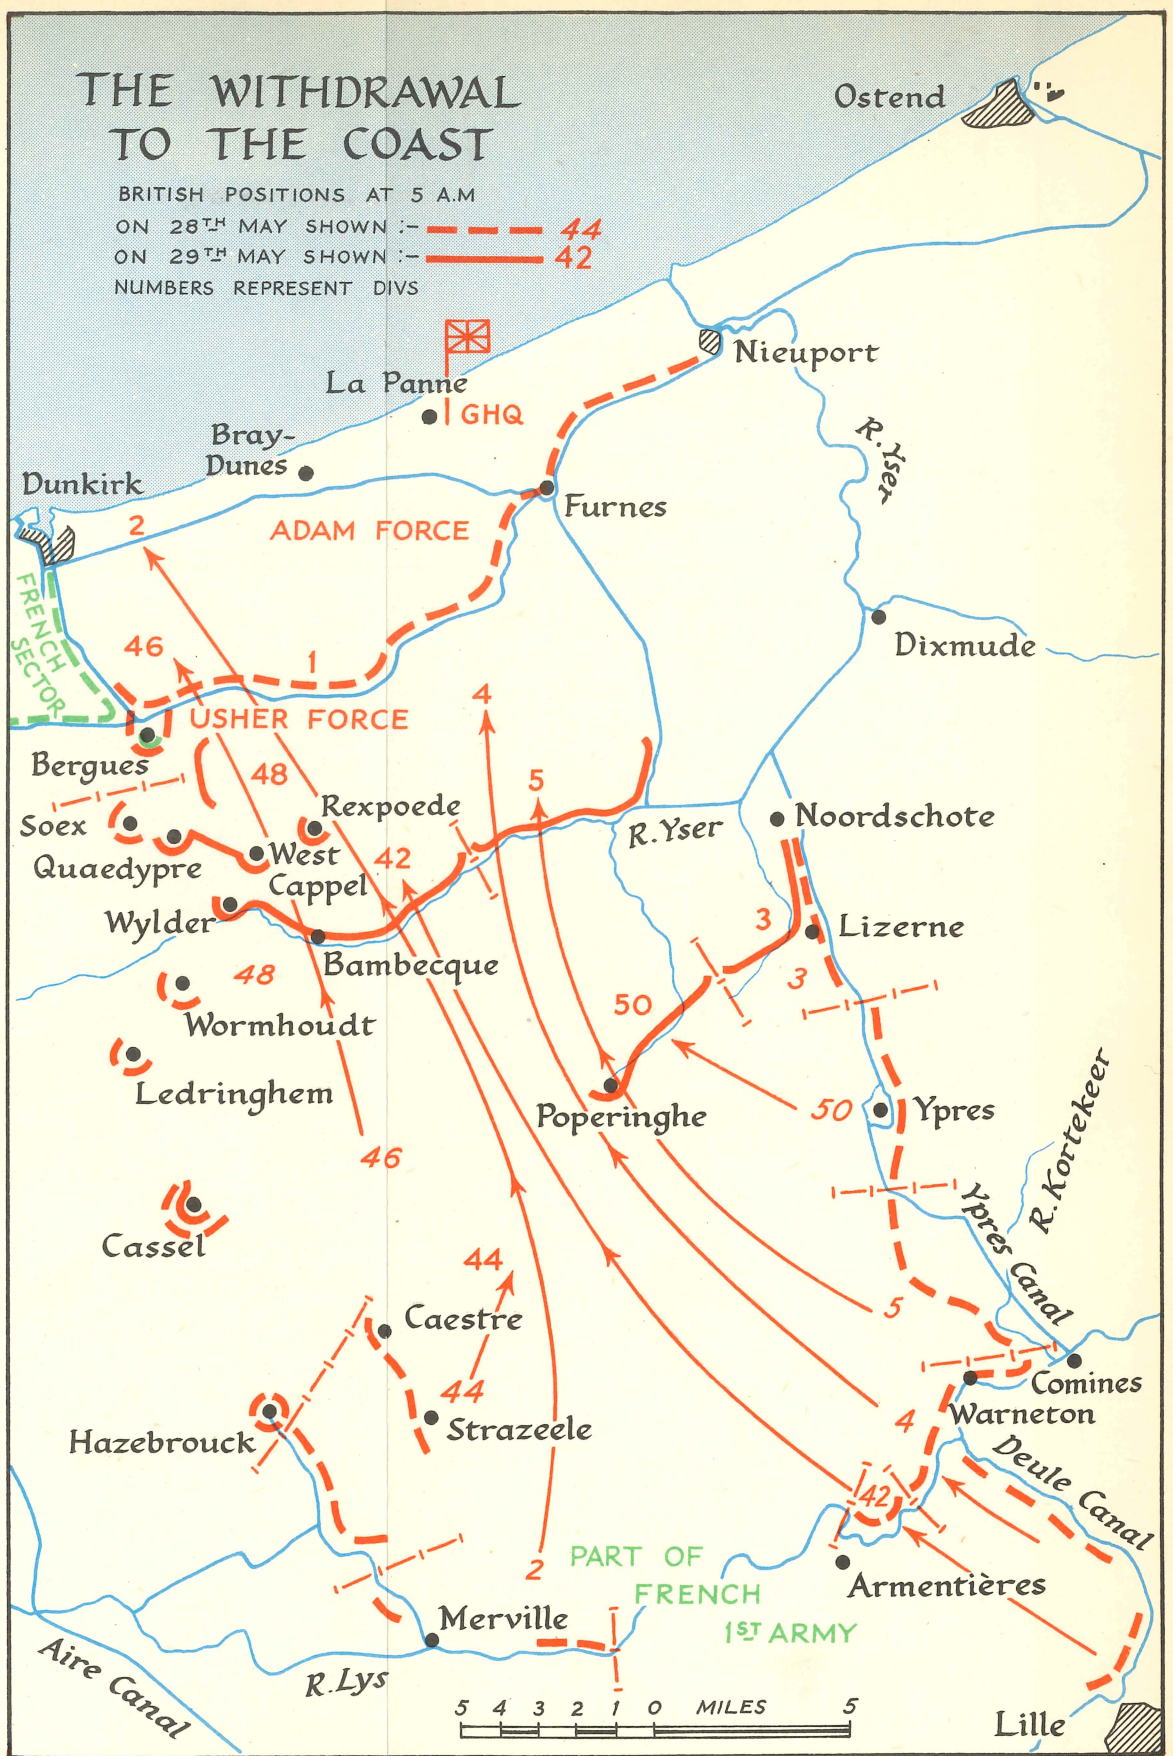 THE WITHDRAWAL
TO THE COAST
BRITISH POSITIONS AT 5 A.M
ON 28TH MAY SHOWN :- 44
ON 29TH MAY SHOWN :- 42
NUMBERS REPRESENT DIVS
Ostend
Nieuport
La Panne
GHQ
Bray-
Dunes
Dunkirk
R. Yser
Furnes
2
ADAM FORCE
FRENCH
SECTOR
Dixmude
46
1
4
USHER FORCE
Bergues
48
5
Soex
Rexpoede
Noordschote
R. Yser
Quaedypre
West
Cappel
42
Wylder
3
Lizerne
Bambecque
48
3
Wormhoudt
50
Ledringhem
Poperinghe
50
Ypres
R. Kortekeer
46
Ypres Canal
Cassel
44
Caestre
5
44
Comines
Strazeele
4
Warneton
Hazebrouck
Deule Canal
42
2
PART OF
FRENCH
1ST ARMY
Armentières
Merville
Aire Canal
R. Lys
5 4 3 2 1 0 MILES 5
Lille